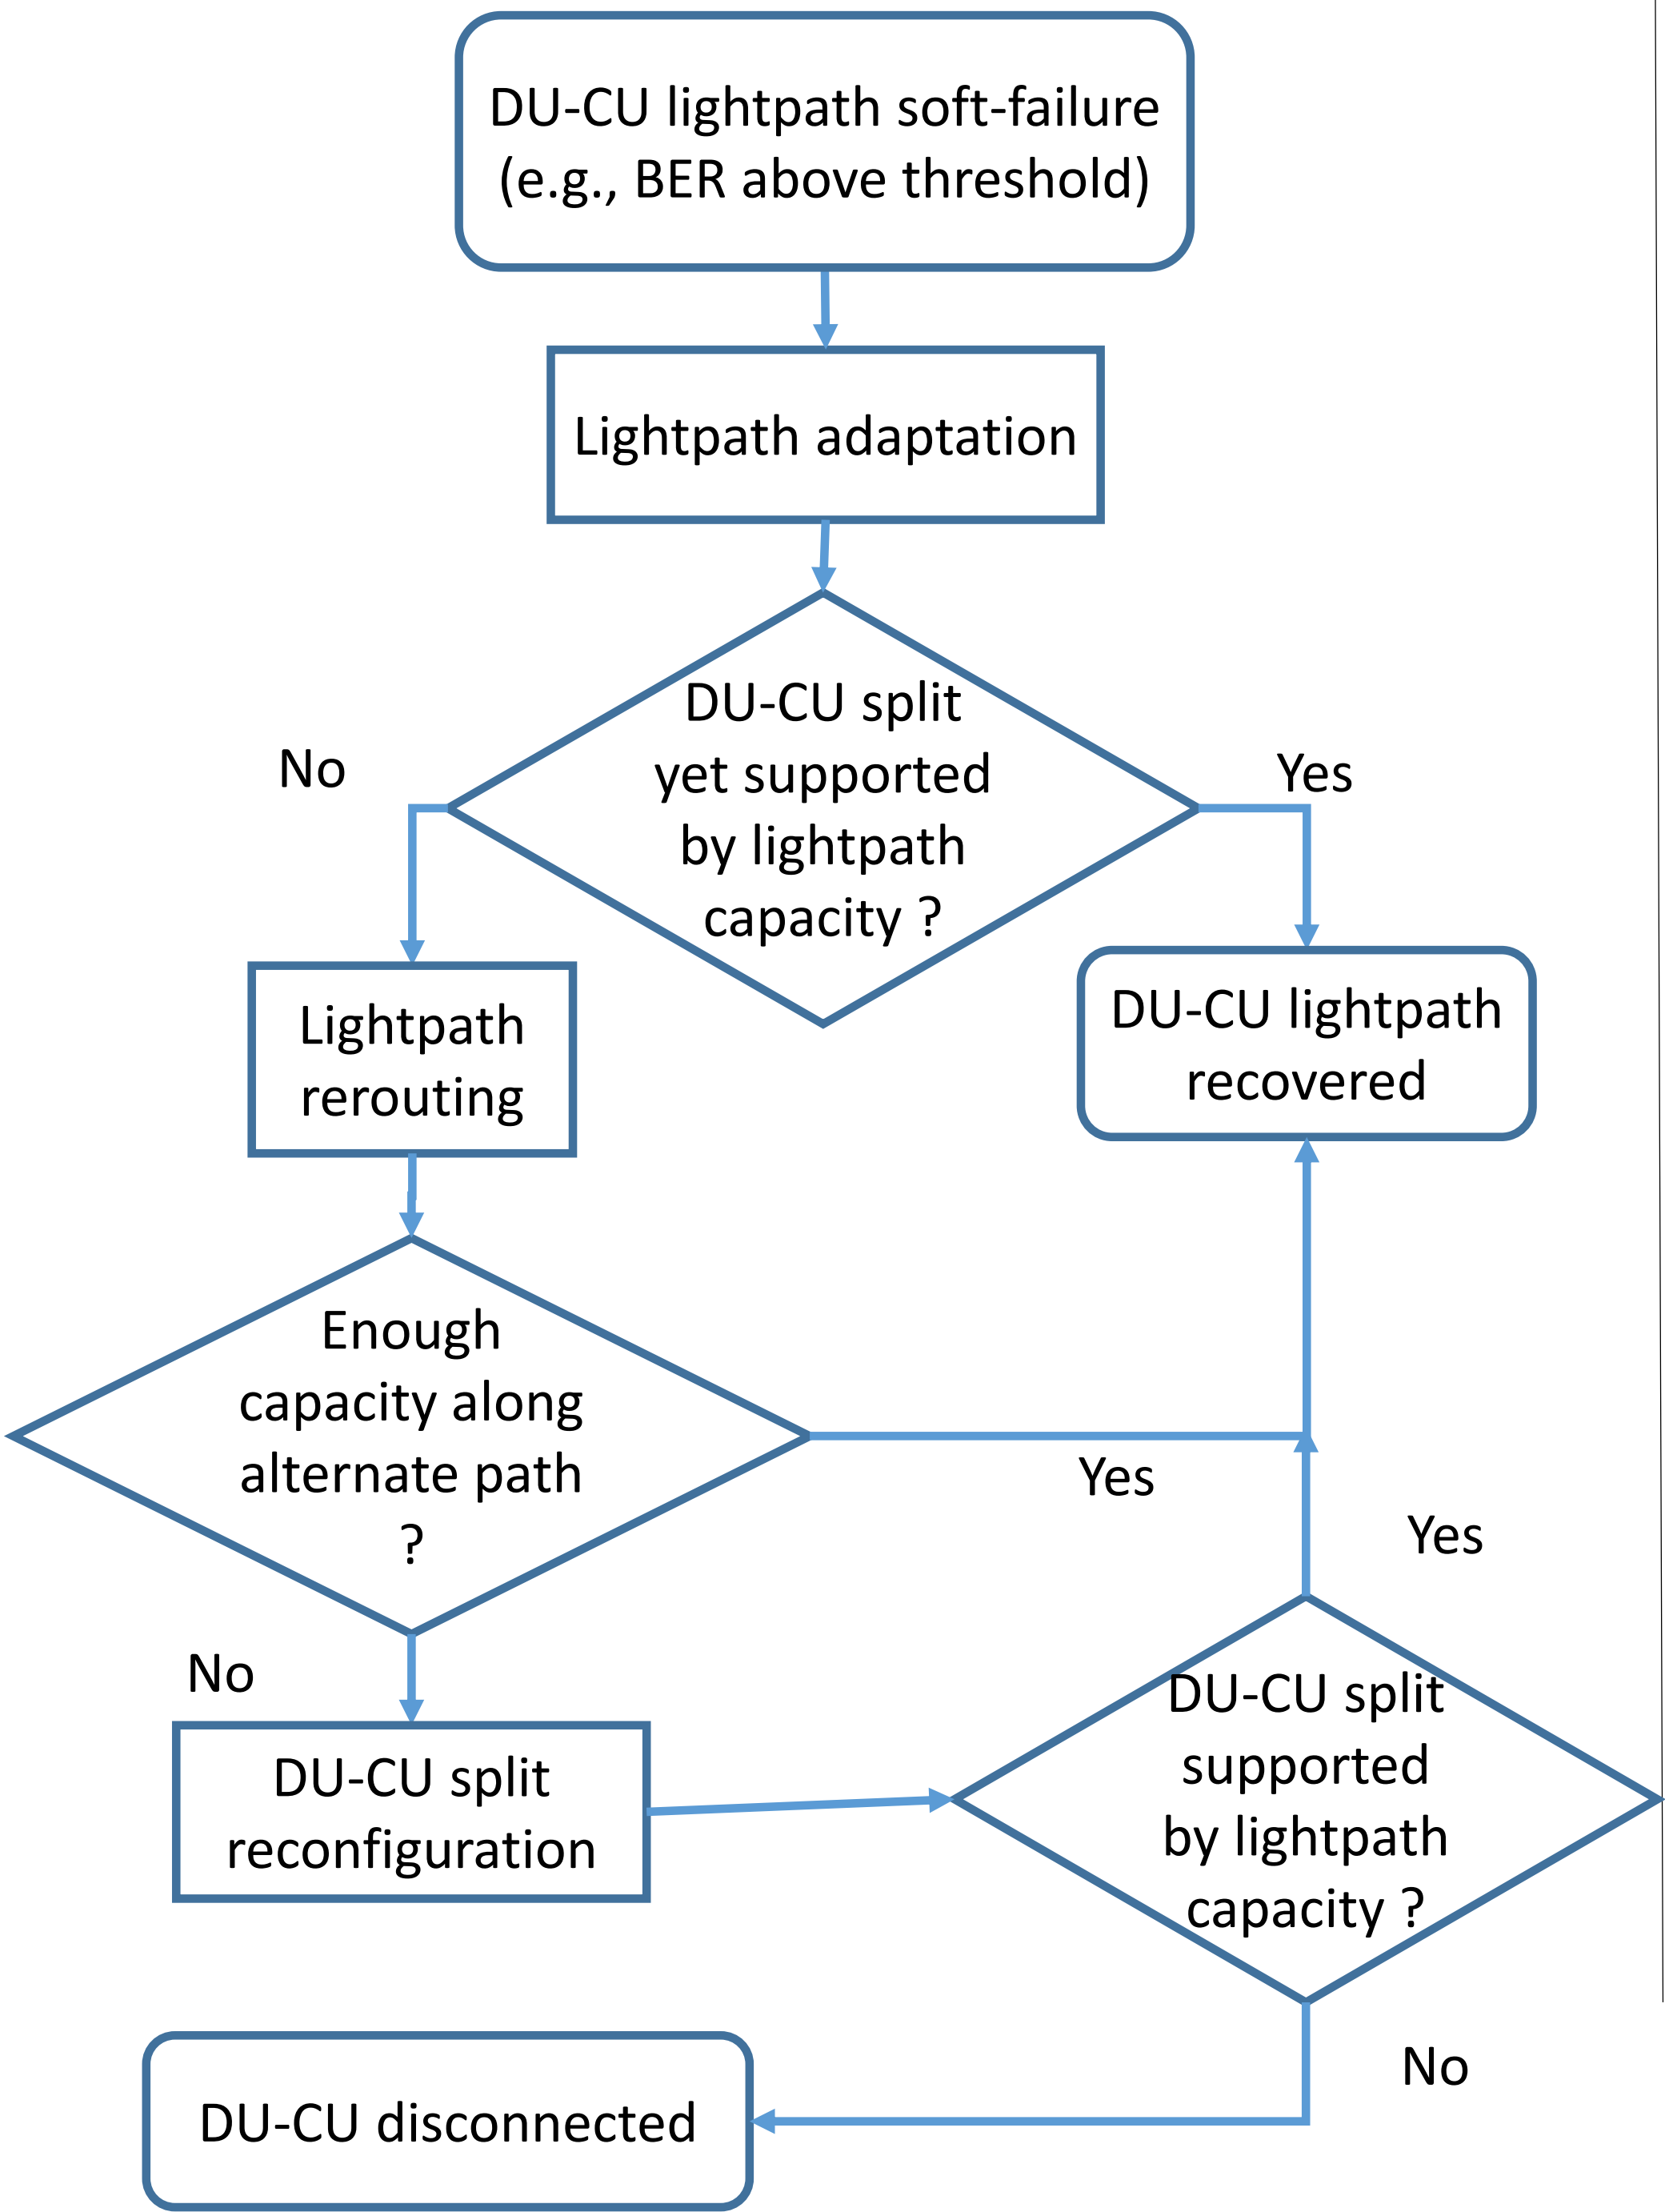 DU-CU lightpath soft-failure
(e.g., BER above threshold)
Lightpath adaptation
DU-CU split
yet supported
by lightpath
capacity ?
No
Yes
Lightpath
rerouting
DU-CU lightpath
recovered
Enough
capacity along
alternate path
?
Yes
Yes
No
DU-CU split
reconfiguration
DU-CU split
supported
by lightpath
capacity ?
No
DU-CU disconnected